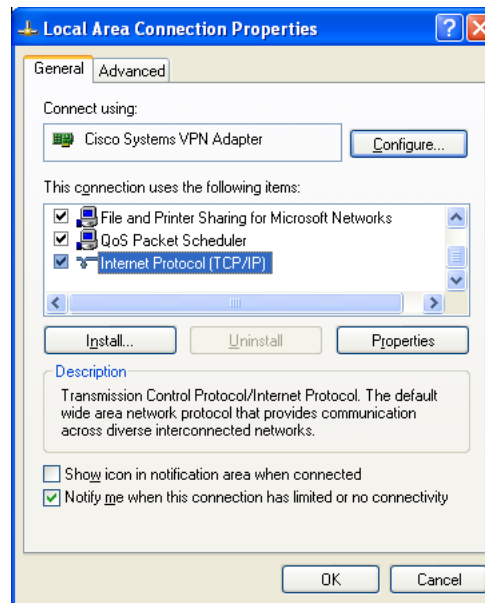 Local Area Connection Properties
General Advanced
Connect using:
Cisco Systems VPN Adapter
Configure...
This connection uses the following items:
File and Printer Sharing for Microsoft Networks
QoS Packet Scheduler
Internet Protocol (TCP/IP)
Install... Uninstall Properties
Description
Transmission Control Protocol/Internet Protocol. The default
wide area network protocol that provides communication
across diverse interconnected networks.
Show icon in notification area when connected
Notify me when this connection has limited or no connectivity
OK Cancel